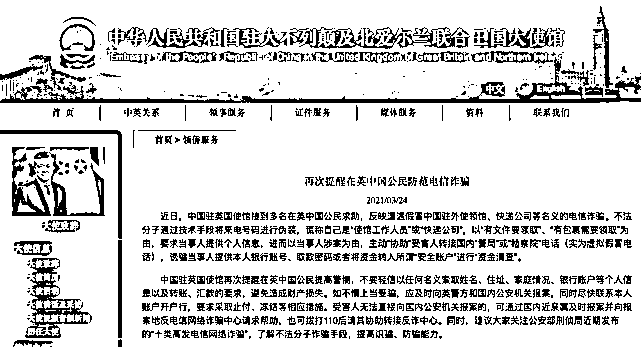 中华人民共和国驻大不列颠及北爱尔兰联合王国大使馆
Embassy of the People's Republic of China in the United Kingdom of Great Britain and Northern Ireland
中文 English
首 页 中英关系 领事服务 证件服务 媒体服务 资料 联系我们
首页 > 领侨服务
再次提醒在英中国公民防范电信诈骗
2021/03/24
近日，中国驻英国使馆接到多名在英中国公民求助，反映遭遇假冒中国驻外使领馆、快递公司等名义的电信诈骗。不法
分子通过技术手段将来电号码进行伪装，谎称自己是“使馆工作人员”或“快递公司”，以“有文件要领取”、“有包裹需要领取”为
由，要求当事人提供个人信息，进而以当事人涉案为由，主动“协助”受害人转接国内“警局”或“检察院”电话（实为虚拟假冒电
话），诱骗当事人提供本人银行账号、取款密码或者将资金转入所谓“安全账户”进行“资金清查”。
中国驻英国使馆再次提醒在英中国公民提高警惕，不要轻信以任何名义索取姓名、住址、家庭情况、银行账户等个人信
息以及转账、汇款的要求，避免造成财产损失。如不慎上当受骗，应及时向英警方和国内公安机关报案。同时尽快联系本人
账户开户行，要求采取止付、冻结等相应措施。受害人无法直接向国内公安机关报案的，可通过国内近亲属及时报案并向报
案地反电信网络诈骗中心请求帮助，也可拨打110后请其协助转接反诈中心。同时，建议大家关注公安部刑侦局近期发布
的“十类高发电信网络诈骗”，了解不法分子诈骗手段，提高识骗、防骗能力。